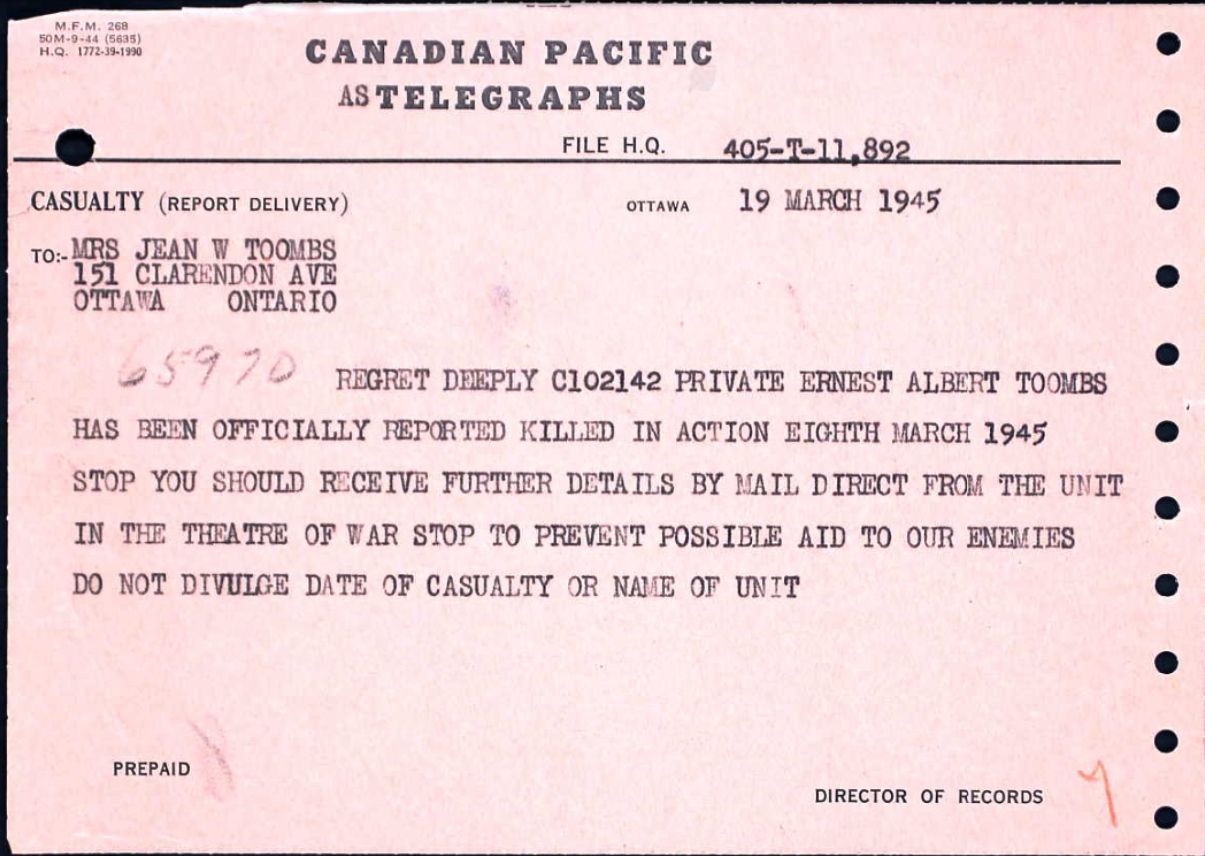 M.F.M. 268
50M-9-44 (5635)
H.Q. 1772-39-1990
CANADIAN PACIFIC
AS TELEGRAPHS
FILE H.Q. 405-T-11,892
CASUALTY (REPORT DELIVERY) OTTAWA 19 MARCH 1945
TO:- MRS JEAN W TOOMBS
151 CLARENDON AVE
OTTAWA ONTARIO
65970 REGRET DEEPLY C102142 PRIVATE ERNEST ALBERT TOOMBS
HAS BEEN OFFICIALLY REPORTED KILLED IN ACTION EIGHTH MARCH 1945
STOP YOU SHOULD RECEIVE FURTHER DETAILS BY MAIL DIRECT FROM THE UNIT
IN THE THEATRE OF WAR STOP TO PREVENT POSSIBLE AID TO OUR ENEMIES
DO NOT DIVULGE DATE OF CASUALTY OR NAME OF UNIT
PREPAID
DIRECTOR OF RECORDS